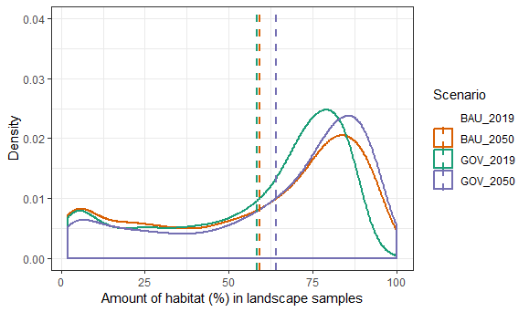 0.04
0.03
0.02
0.01
0.00
Density
0 25 50 75 100
Amount of habitat (%) in landscape samples
Scenario
BAU_2019
BAU_2050
GOV_2019
GOV_2050